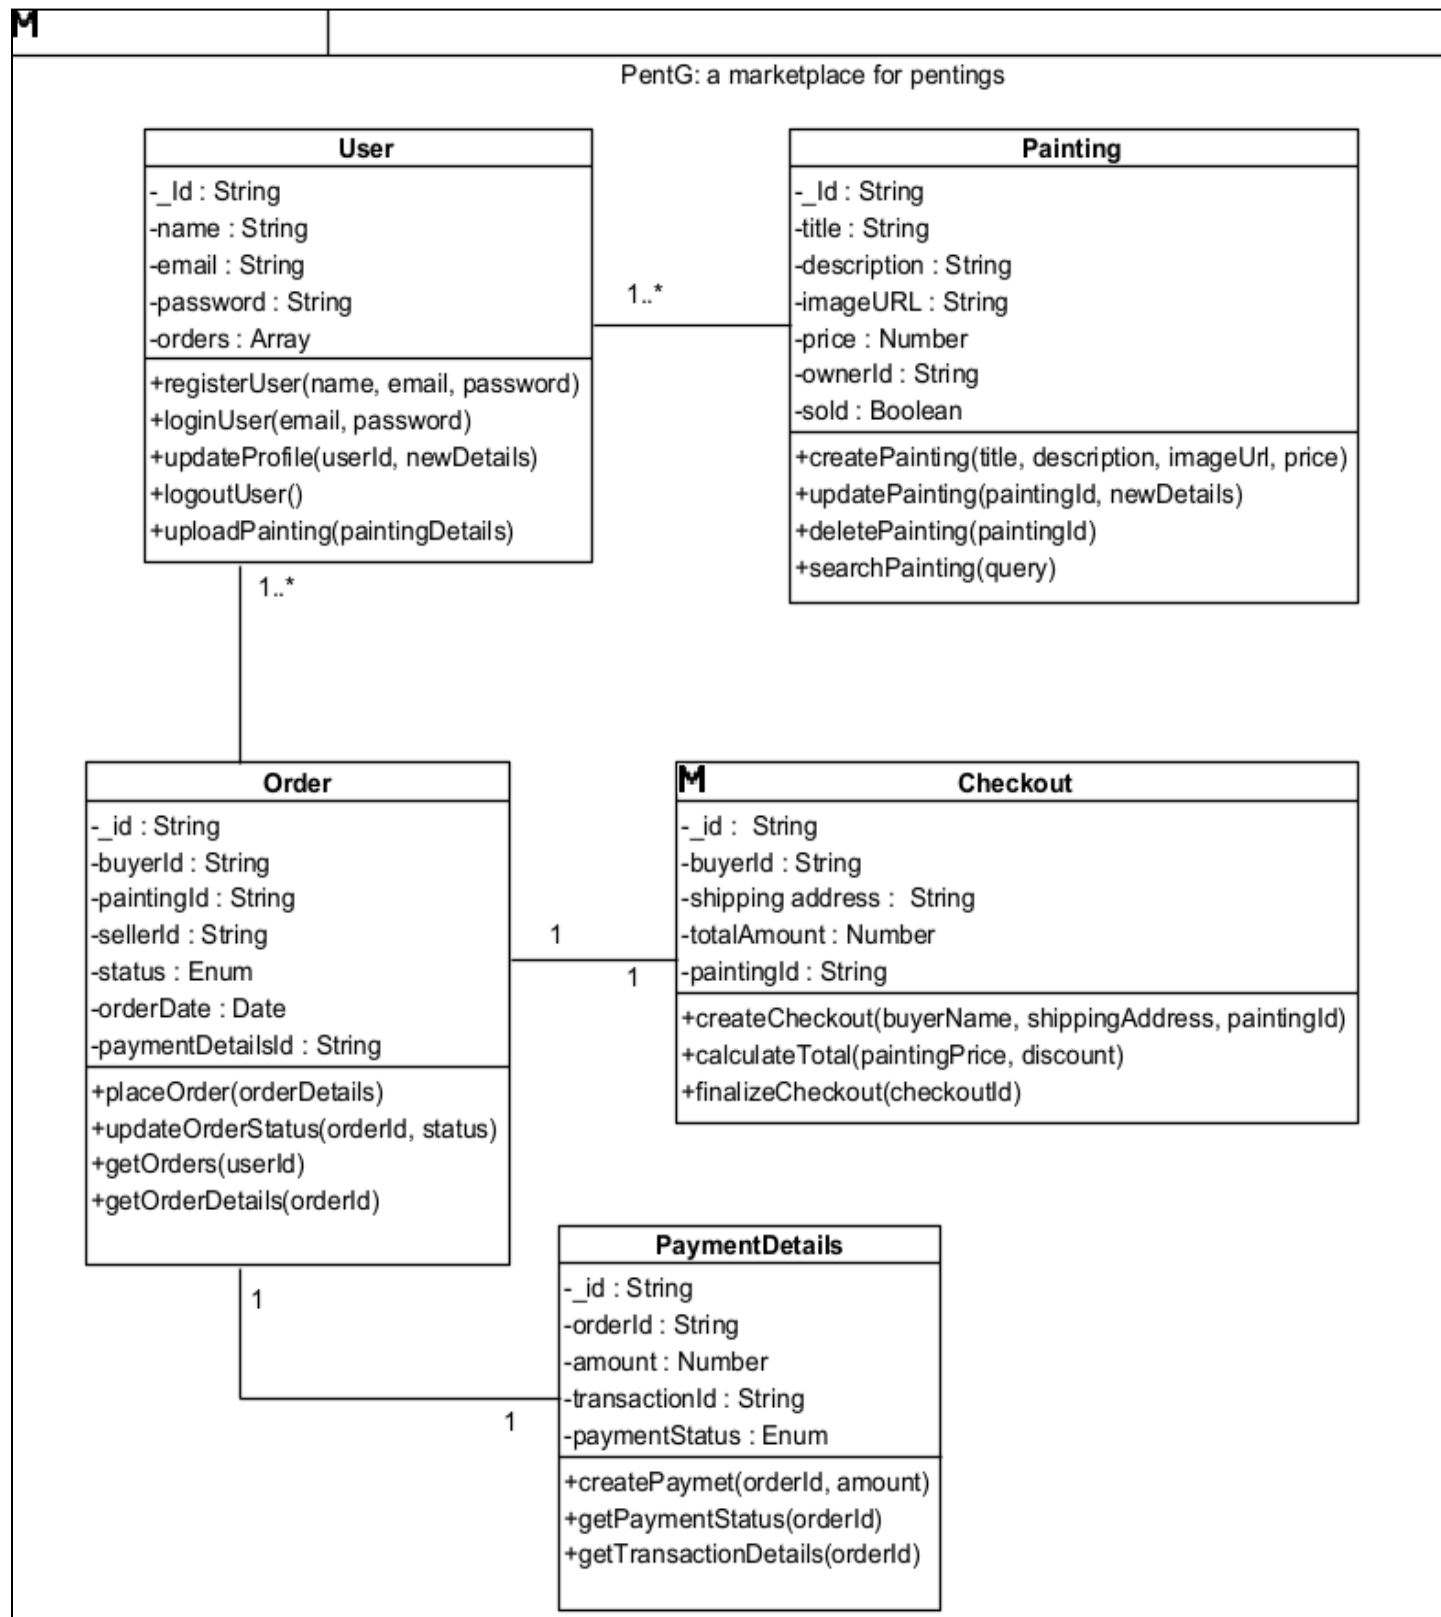 M
PentG: a marketplace for pentings
User
-_Id : String
-name : String
-email : String
-password : String
-orders : Array
+registerUser(name, email, password)
+loginUser(email, password)
+updateProfile(userId, newDetails)
+logoutUser()
+uploadPainting(paintingDetails)
1..*
Painting
-_Id : String
-title : String
-description : String
-imageURL : String
-price : Number
-ownerId : String
-sold : Boolean
+createPainting(title, description, imageUrl, price)
+updatePainting(paintingId, newDetails)
+deletePainting(paintingId)
+searchPainting(query)
1..*
Order
-_id : String
-buyerId : String
-paintingId : String
-sellerId : String
-status : Enum
-orderDate : Date
-paymentDetailsId : String
+placeOrder(orderDetails)
+updateOrderStatus(orderId, status)
+getOrders(userId)
+getOrderDetails(orderId)
1
1
M
Checkout
-_id : String
-buyerId : String
-shipping address : String
-totalAmount : Number
-paintingId : String
+createCheckout(buyerName, shippingAddress, paintingId)
+calculateTotal(paintingPrice, discount)
+finalizeCheckout(checkoutId)
1
1
PaymentDetails
-_id : String
-orderId : String
-amount : Number
-transactionId : String
-paymentStatus : Enum
+createPaymet(orderId, amount)
+getPaymentStatus(orderId)
+getTransactionDetails(orderId)